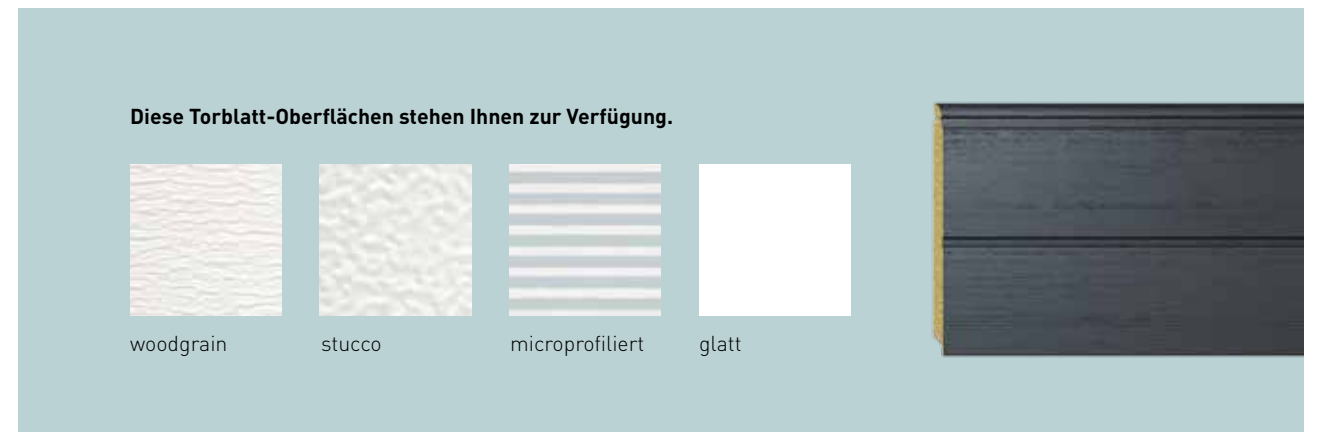 Diese Torblatt-Oberflächen stehen Ihnen zur Verfügung.
woodgrain
stucco
microprofiliert
glatt